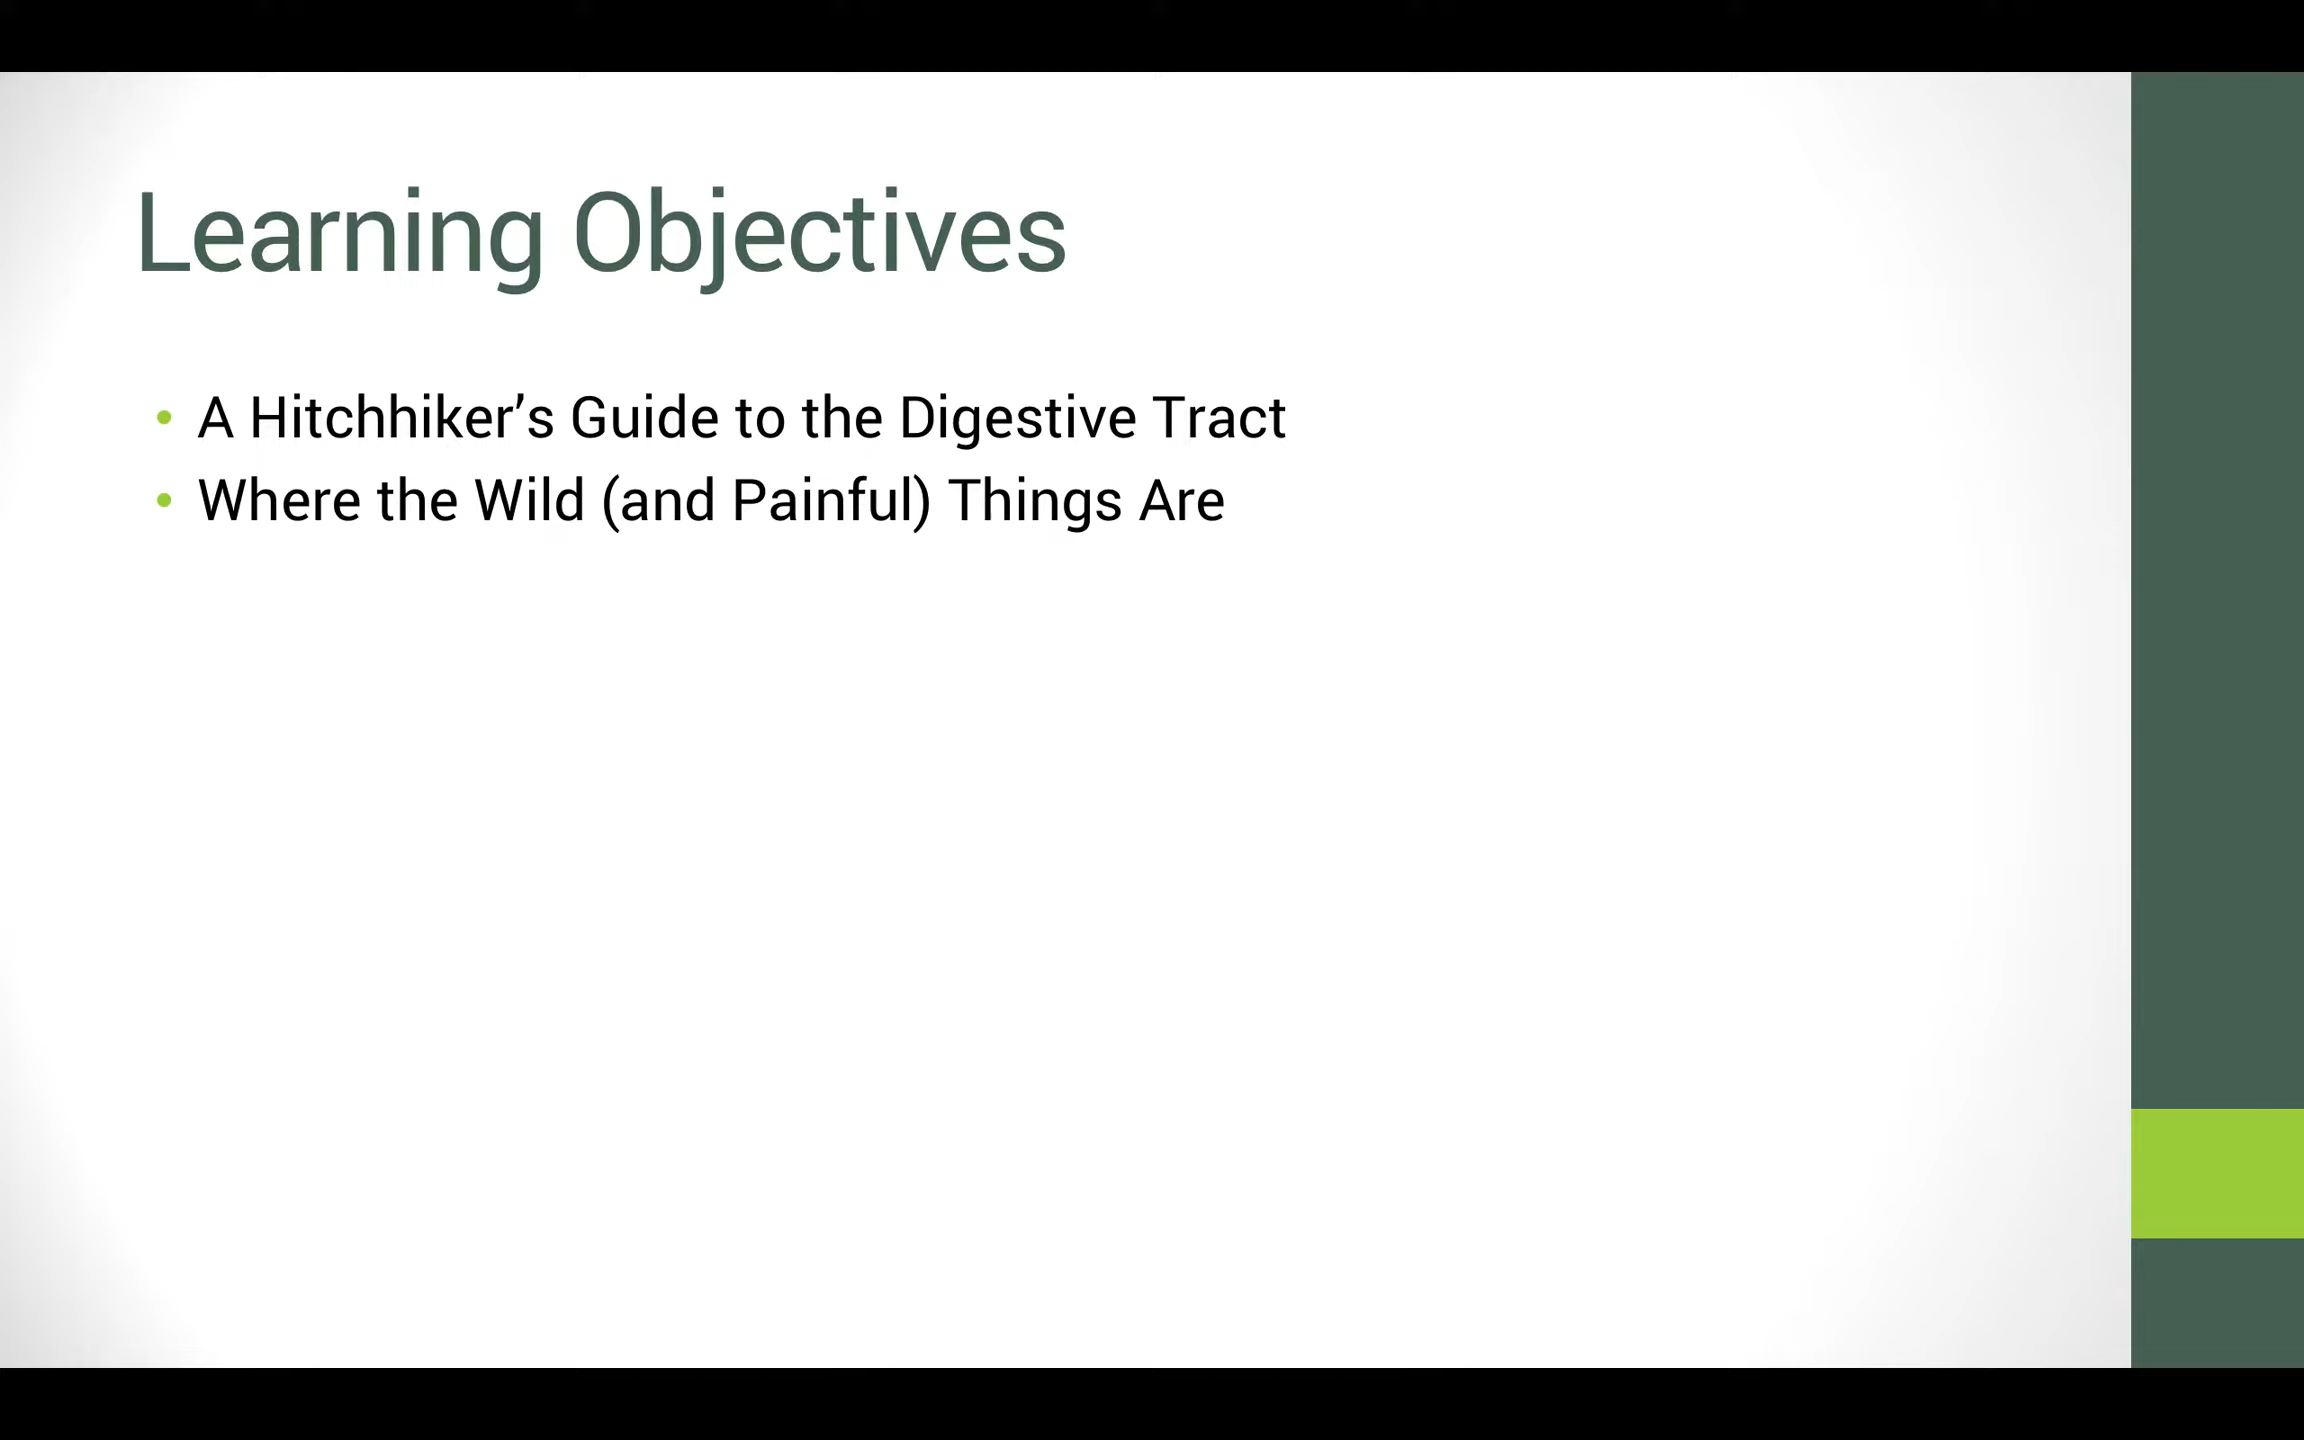 Learning Objectives
• A Hitchhiker’s Guide to the Digestive Tract
• Where the Wild (and Painful) Things Are